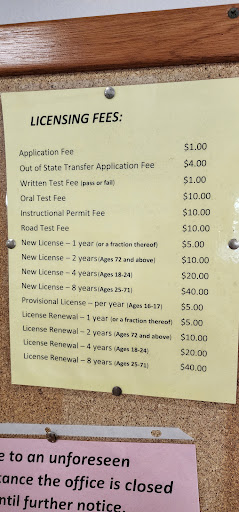 LICENSING FEES:
Application Fee $1.00
Out of State Transfer Application Fee $4.00
Written Test Fee (pass or fail) $1.00
Oral Test Fee $10.00
Instructional Permit Fee $10.00
Road Test Fee $10.00
New License – 1 year (or a fraction thereof) $5.00
New License – 2 years (Ages 72 and above) $10.00
New License – 4 years (Ages 18-24) $20.00
New License – 8 years (Ages 25-71) $40.00
Provisional License – per year (Ages 16-17) $5.00
License Renewal – 1 year (or a fraction thereof) $5.00
License Renewal – 2 years (Ages 72 and above) $10.00
License Renewal – 4 years (Ages 18-24) $20.00
License Renewal – 8 years (Ages 25-71) $40.00
e to an unforeseen
tance the office is closed
ntil further notice.